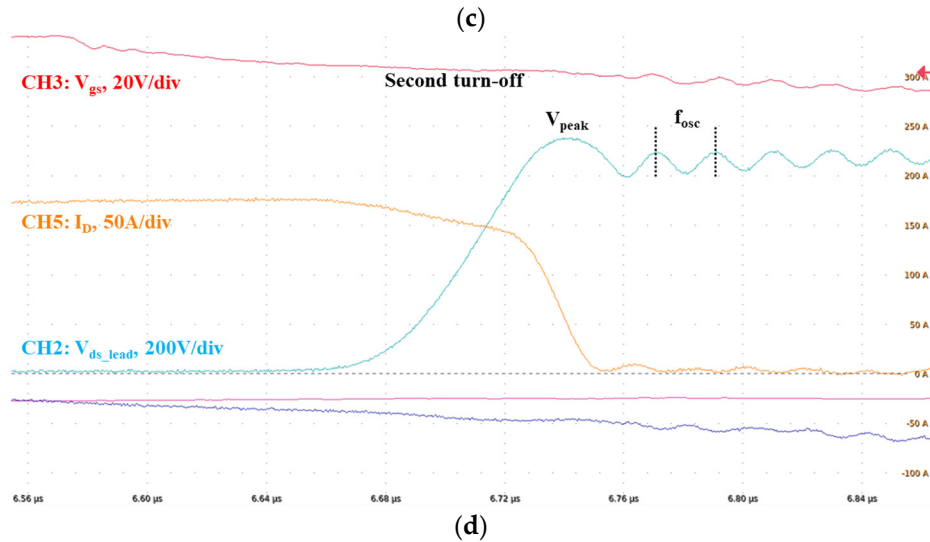 (c)
CH3: Vgs, 20V/div
Second turn-off
300 A
Vpeak
fosc
250 A
200 A
CH5: ID, 50A/div
150 A
100 A
CH2: Vds_lead, 200V/div
50 A
0 A
-50 A
-100 A
6.56 µs 6.60 µs 6.64 µs 6.68 µs 6.72 µs 6.76 µs 6.80 µs 6.84 µs
(d)